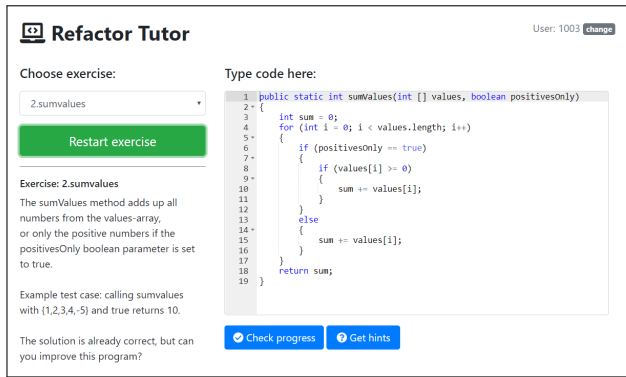 Refactor Tutor
User: 1003 change
Choose exercise:
2.sumvalues
Restart exercise
Exercise: 2.sumvalues
The sumValues method adds up all
numbers from the values-array,
or only the positive numbers if the
positivesOnly boolean parameter is set
to true.
Example test case: calling sumvalues
with {1,2,3,4,-5} and true returns 10.
The solution is already correct, but can
you improve this program?
Type code here:
1 public static int sumValues(int [] values, boolean positivesOnly)
2 {
3     int sum = 0;
4     for (int i = 0; i < values.length; i++)
5     {
6         if (positivesOnly == true)
7         {
8             if (values[i] >= 0)
9             {
10                 sum += values[i];
11             }
12         }
13         else
14         {
15             sum += values[i];
16         }
17     }
18     return sum;
19 }
Check progress
Get hints